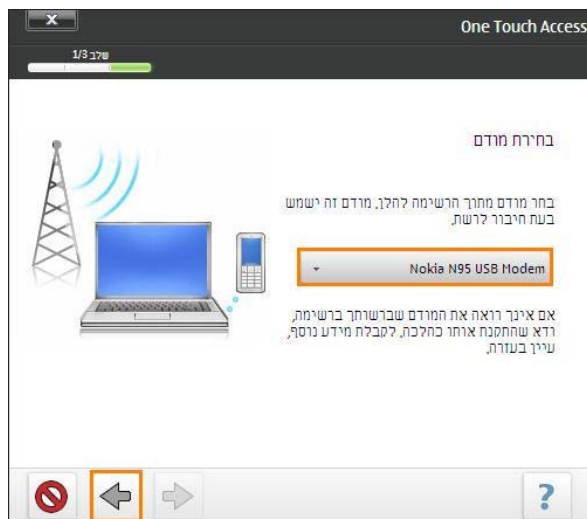 One Touch Access
שלב 1/3
בחירת מודם
בחר מודם מתוך הרשימה להלן. מודם זה ישמש
בעת חיבור לרשת.
Nokia N95 USB Modem
אם אינך רואה את המודם שברשותך ברשימה,
ודא שהתקנת אותו כהלכה. לקבלת מידע נוסף,
עיין בעזרה.